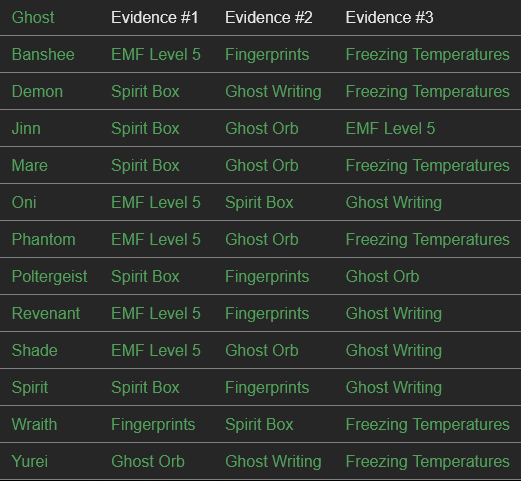 Ghost Evidence #1 Evidence #2 Evidence #3
Banshee EMF Level 5 Fingerprints Freezing Temperatures
Demon Spirit Box Ghost Writing Freezing Temperatures
Jinn Spirit Box Ghost Orb EMF Level 5
Mare Spirit Box Ghost Orb Freezing Temperatures
Oni EMF Level 5 Spirit Box Ghost Writing
Phantom EMF Level 5 Ghost Orb Freezing Temperatures
Poltergeist Spirit Box Fingerprints Ghost Orb
Revenant EMF Level 5 Fingerprints Ghost Writing
Shade EMF Level 5 Ghost Orb Ghost Writing
Spirit Spirit Box Fingerprints Ghost Writing
Wraith Fingerprints Spirit Box Freezing Temperatures
Yurei Ghost Orb Ghost Writing Freezing Temperatures